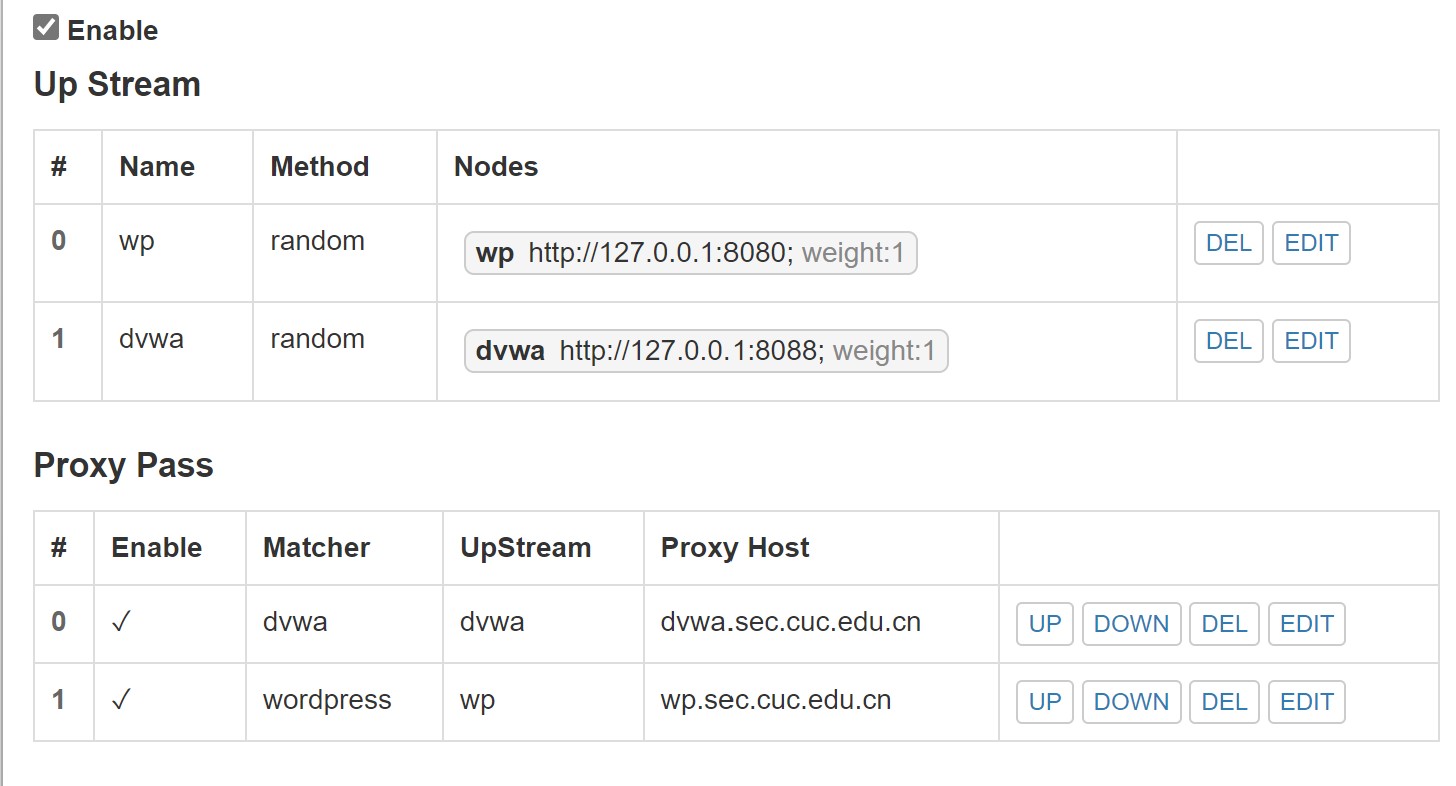 Enable
Up Stream
# Name Method Nodes
0 wp random wp http://127.0.0.1:8080; weight:1 DEL EDIT
1 dvwa random dvwa http://127.0.0.1:8088; weight:1 DEL EDIT
Proxy Pass
# Enable Matcher UpStream Proxy Host
0 ✓ dvwa dvwa dvwa.sec.cuc.edu.cn UP DOWN DEL EDIT
1 ✓ wordpress wp wp.sec.cuc.edu.cn UP DOWN DEL EDIT